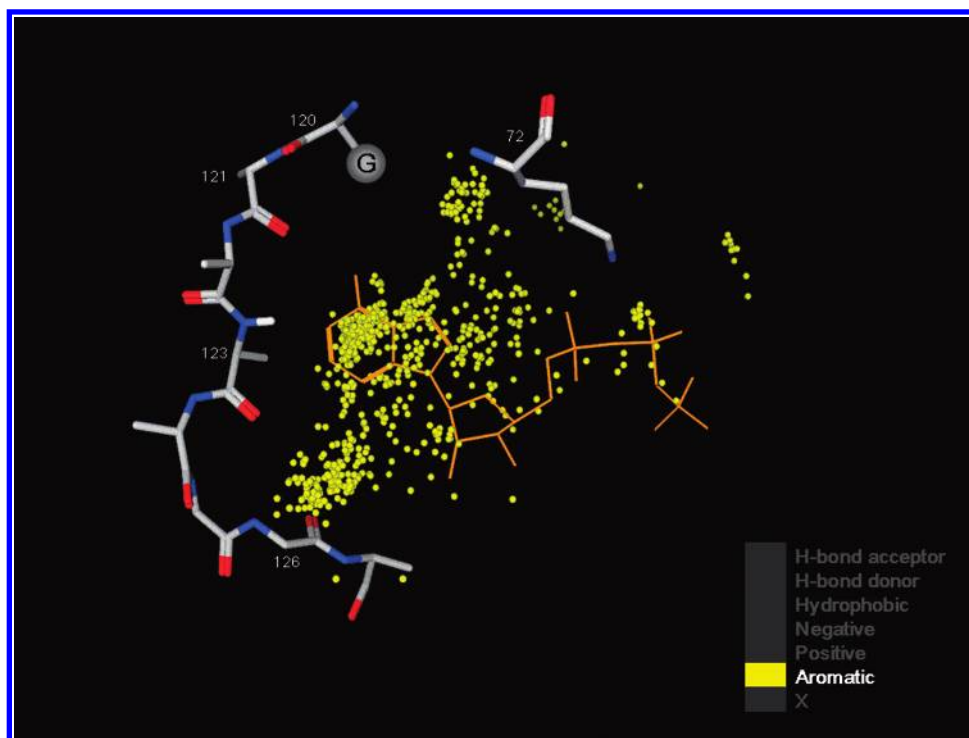 120
72
G
121
123
126
H-bond acceptor
H-bond donor
Hydrophobic
Negative
Positive
Aromatic
X